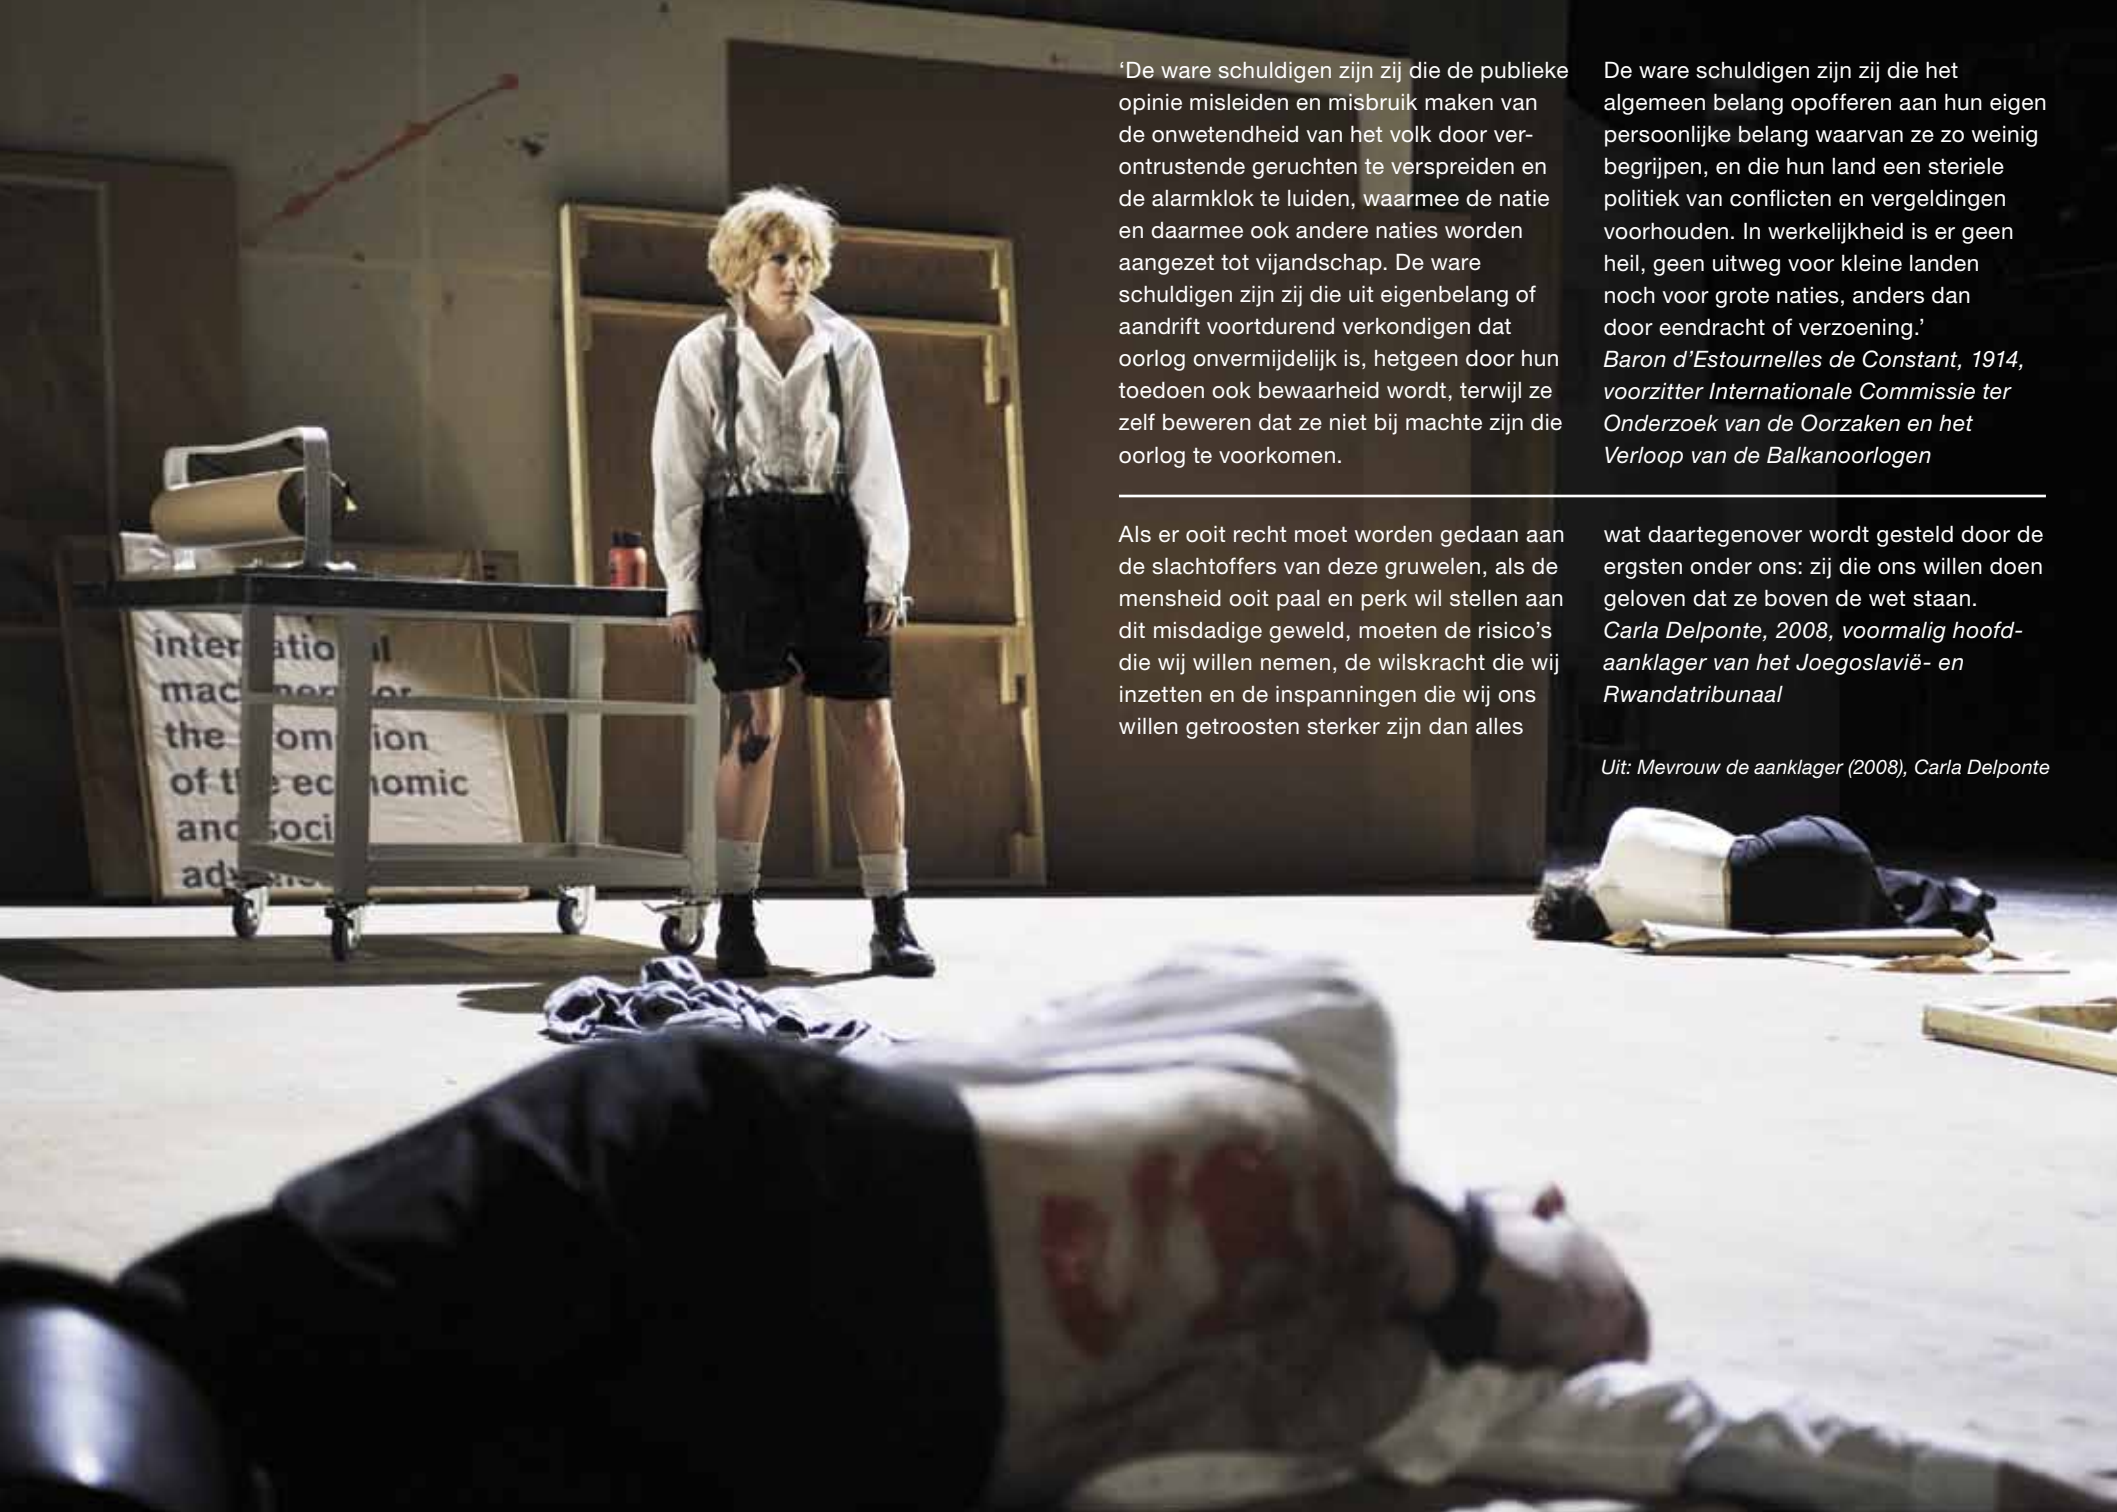 ‘De ware schuldigen zijn zij die de publieke
opinie misleiden en misbruik maken van
de onwetendheid van het volk door ver-
ontrustende geruchten te verspreiden en
de alarmklok te luiden, waarmee de natie
en daarmee ook andere naties worden
aangezet tot vijandschap. De ware
schuldigen zijn zij die uit eigenbelang of
aandrift voortdurend verkondigen dat
oorlog onvermijdelijk is, hetgeen door hun
toedoen ook bewaarheid wordt, terwijl ze
zelf beweren dat ze niet bij machte zijn die
oorlog te voorkomen.
De ware schuldigen zijn zij die het
algemeen belang opofferen aan hun eigen
persoonlijke belang waarvan ze zo weinig
begrijpen, en die hun land een steriele
politiek van conflicten en vergeldingen
voorhouden. In werkelijkheid is er geen
heil, geen uitweg voor kleine landen
noch voor grote naties, anders dan
door eendracht of verzoening.’
Baron d’Estournelles de Constant, 1914,
voorzitter Internationale Commissie ter
Onderzoek van de Oorzaken en het
Verloop van de Balkanoorlogen
Als er ooit recht moet worden gedaan aan
de slachtoffers van deze gruwelen, als de
mensheid ooit paal en perk wil stellen aan
dit misdadige geweld, moeten de risico’s
die wij willen nemen, de wilskracht die wij
inzetten en de inspanningen die wij ons
willen getroosten sterker zijn dan alles
wat daartegenover wordt gesteld door de
ergsten onder ons: zij die ons willen doen
geloven dat ze boven de wet staan.
Carla Delponte, 2008, voormalig hoofd-
aanklager van het Joegoslavië- en
Rwandatribunaal
Uit: Mevrouw de aanklager (2008), Carla Delponte
the
of the economic
and